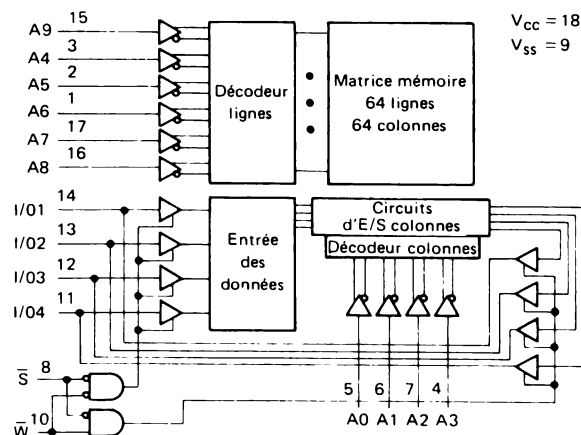 A9 15
A4 3
A5 2
A6 1
A7 17
A8 16
Décodeur
lignes
Matrice mémoire
64 lignes
64 colonnes
VCC = 18
VSS = 9
I/01 14
I/02 13
I/03 12
I/04 11
Entrée
des
données
Circuits
d'E/S colonnes
Décodeur colonnes
S 8
W 10
5 6 7 4
A0 A1 A2 A3